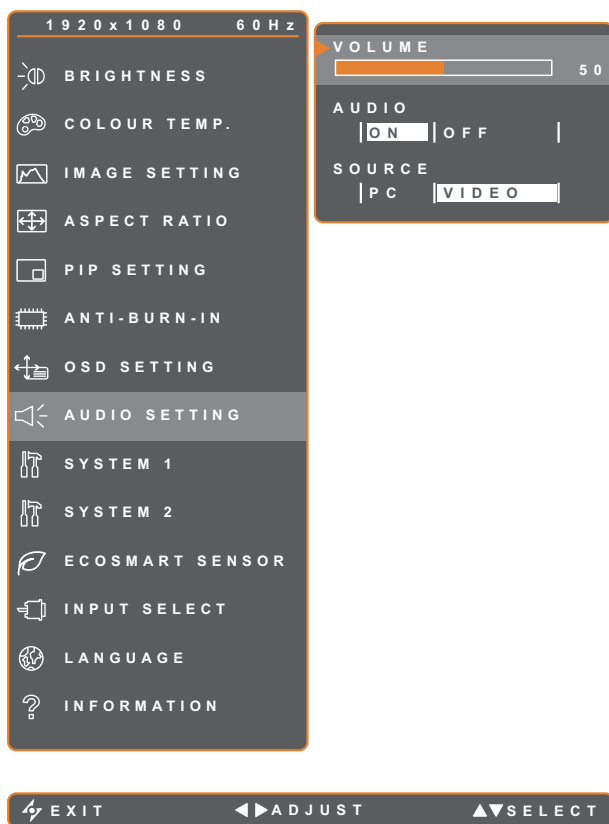 1920x1080 60Hz
BRIGHTNESS
COLOUR TEMP.
IMAGE SETTING
ASPECT RATIO
PIP SETTING
ANTI-BURN-IN
OSD SETTING
AUDIO SETTING
SYSTEM 1
SYSTEM 2
ECOSMART SENSOR
INPUT SELECT
LANGUAGE
INFORMATION
VOLUME
50
AUDIO
ON OFF
SOURCE
PC VIDEO
EXIT ADJUST SELECT